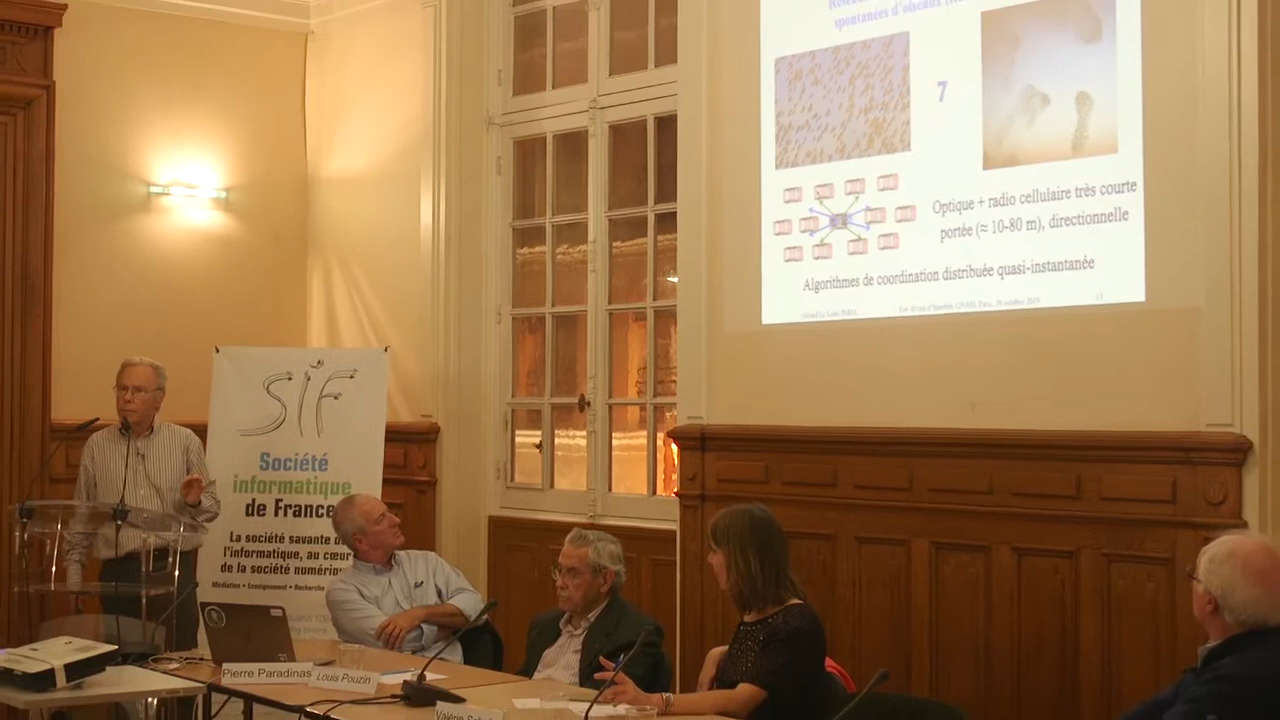 spontanées d'oiseaux
7
Optique + radio cellulaire très courte
portée (≈ 10-80 m), directionnelle
Algorithmes de coordination distribuée quasi-instantanée
SIF
Société
informatique
de France
La société savante
l'informatique, au cœur
de la société numérique
Médiation • Enseignement • Recherche
Pierre Paradinas
Louis Pouzin
Valérie